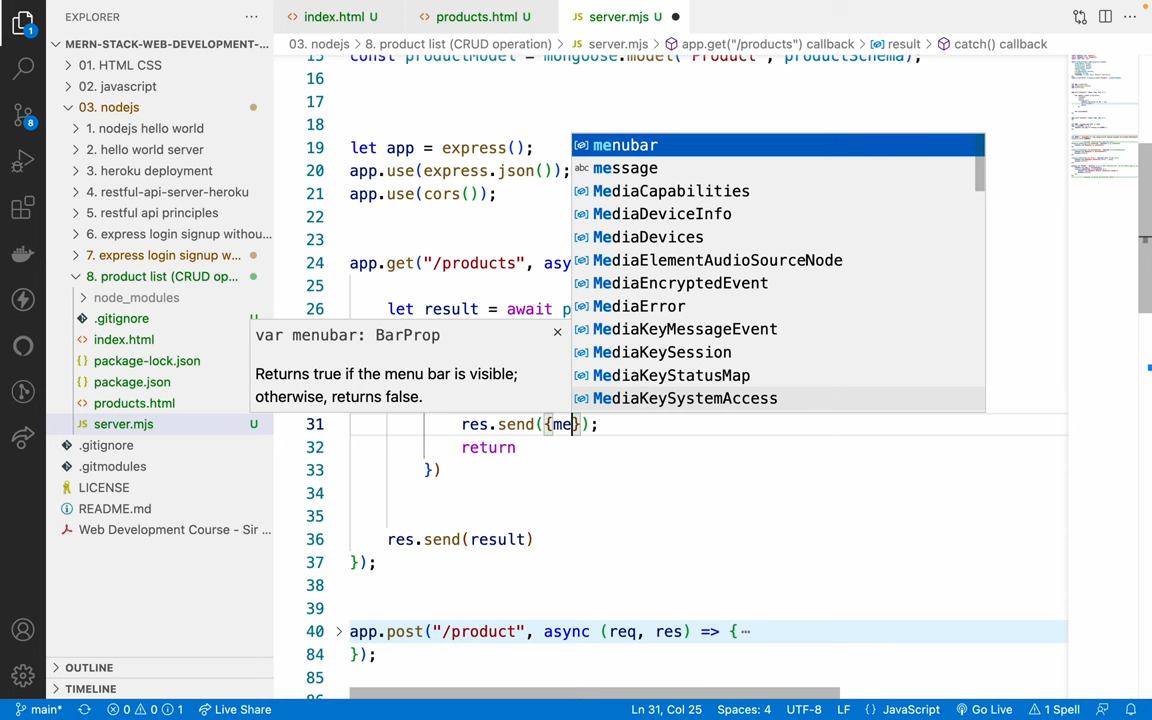 EXPLORER
index.html U
products.html U
server.mjs U
MERN-STACK-WEB-DEVELOPMENT-...
03. nodejs > 8. product list (CRUD operation) > JS server.mjs > app.get("/products") callback > result > catch() callback
01. HTML CSS
02. javascript
03. nodejs
1. nodejs hello world
2. hello world server
3. heroku deployment
4. restful-api-server-heroku
5. restful api principles
6. express login signup withou...
7. express login signup w...
8. product list (CRUD op...
node_modules
.gitignore
index.html
package-lock.json
package.json
products.html
JS server.mjs U
.gitignore
.gitmodules
LICENSE
README.md
Web Development Course - Sir ...
OUTLINE
TIMELINE
15 const productModel = mongoose.model('Product', productSchema);
16
17
18
19 let app = express();
20 app.use(express.json());
21 app.use(cors());
22
23
24 app.get("/products", asy
25
26 let result = await p
31 res.send({me});
32 return
33 })
34
35
36 res.send(result)
37 });
38
39
40 app.post("/product", async (req, res) => {…
84 });
85
menubar
abc message
MediaCapabilities
MediaDeviceInfo
MediaDevices
MediaElementAudioSourceNode
MediaEncryptedEvent
MediaError
MediaKeyMessageEvent
MediaKeySession
MediaKeyStatusMap
MediaKeySystemAccess
var menubar: BarProp
Returns true if the menu bar is visible;
otherwise, returns false.
1
8
main* 0 0 1 Live Share Ln 31, Col 25 Spaces: 4 UTF-8 LF {} JavaScript Go Live 1 Spell